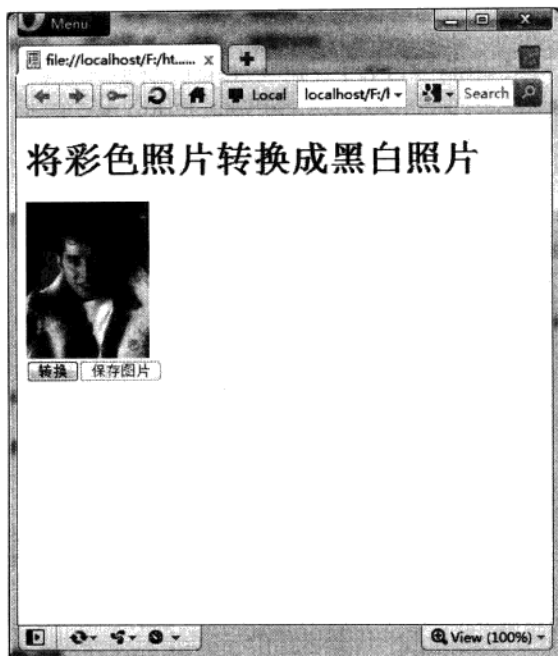 Menu
file://localhost/F:/ht...... x
Local localhost/F:/l Search
将彩色照片转换成黑白照片
转换 保存图片
View (100%)